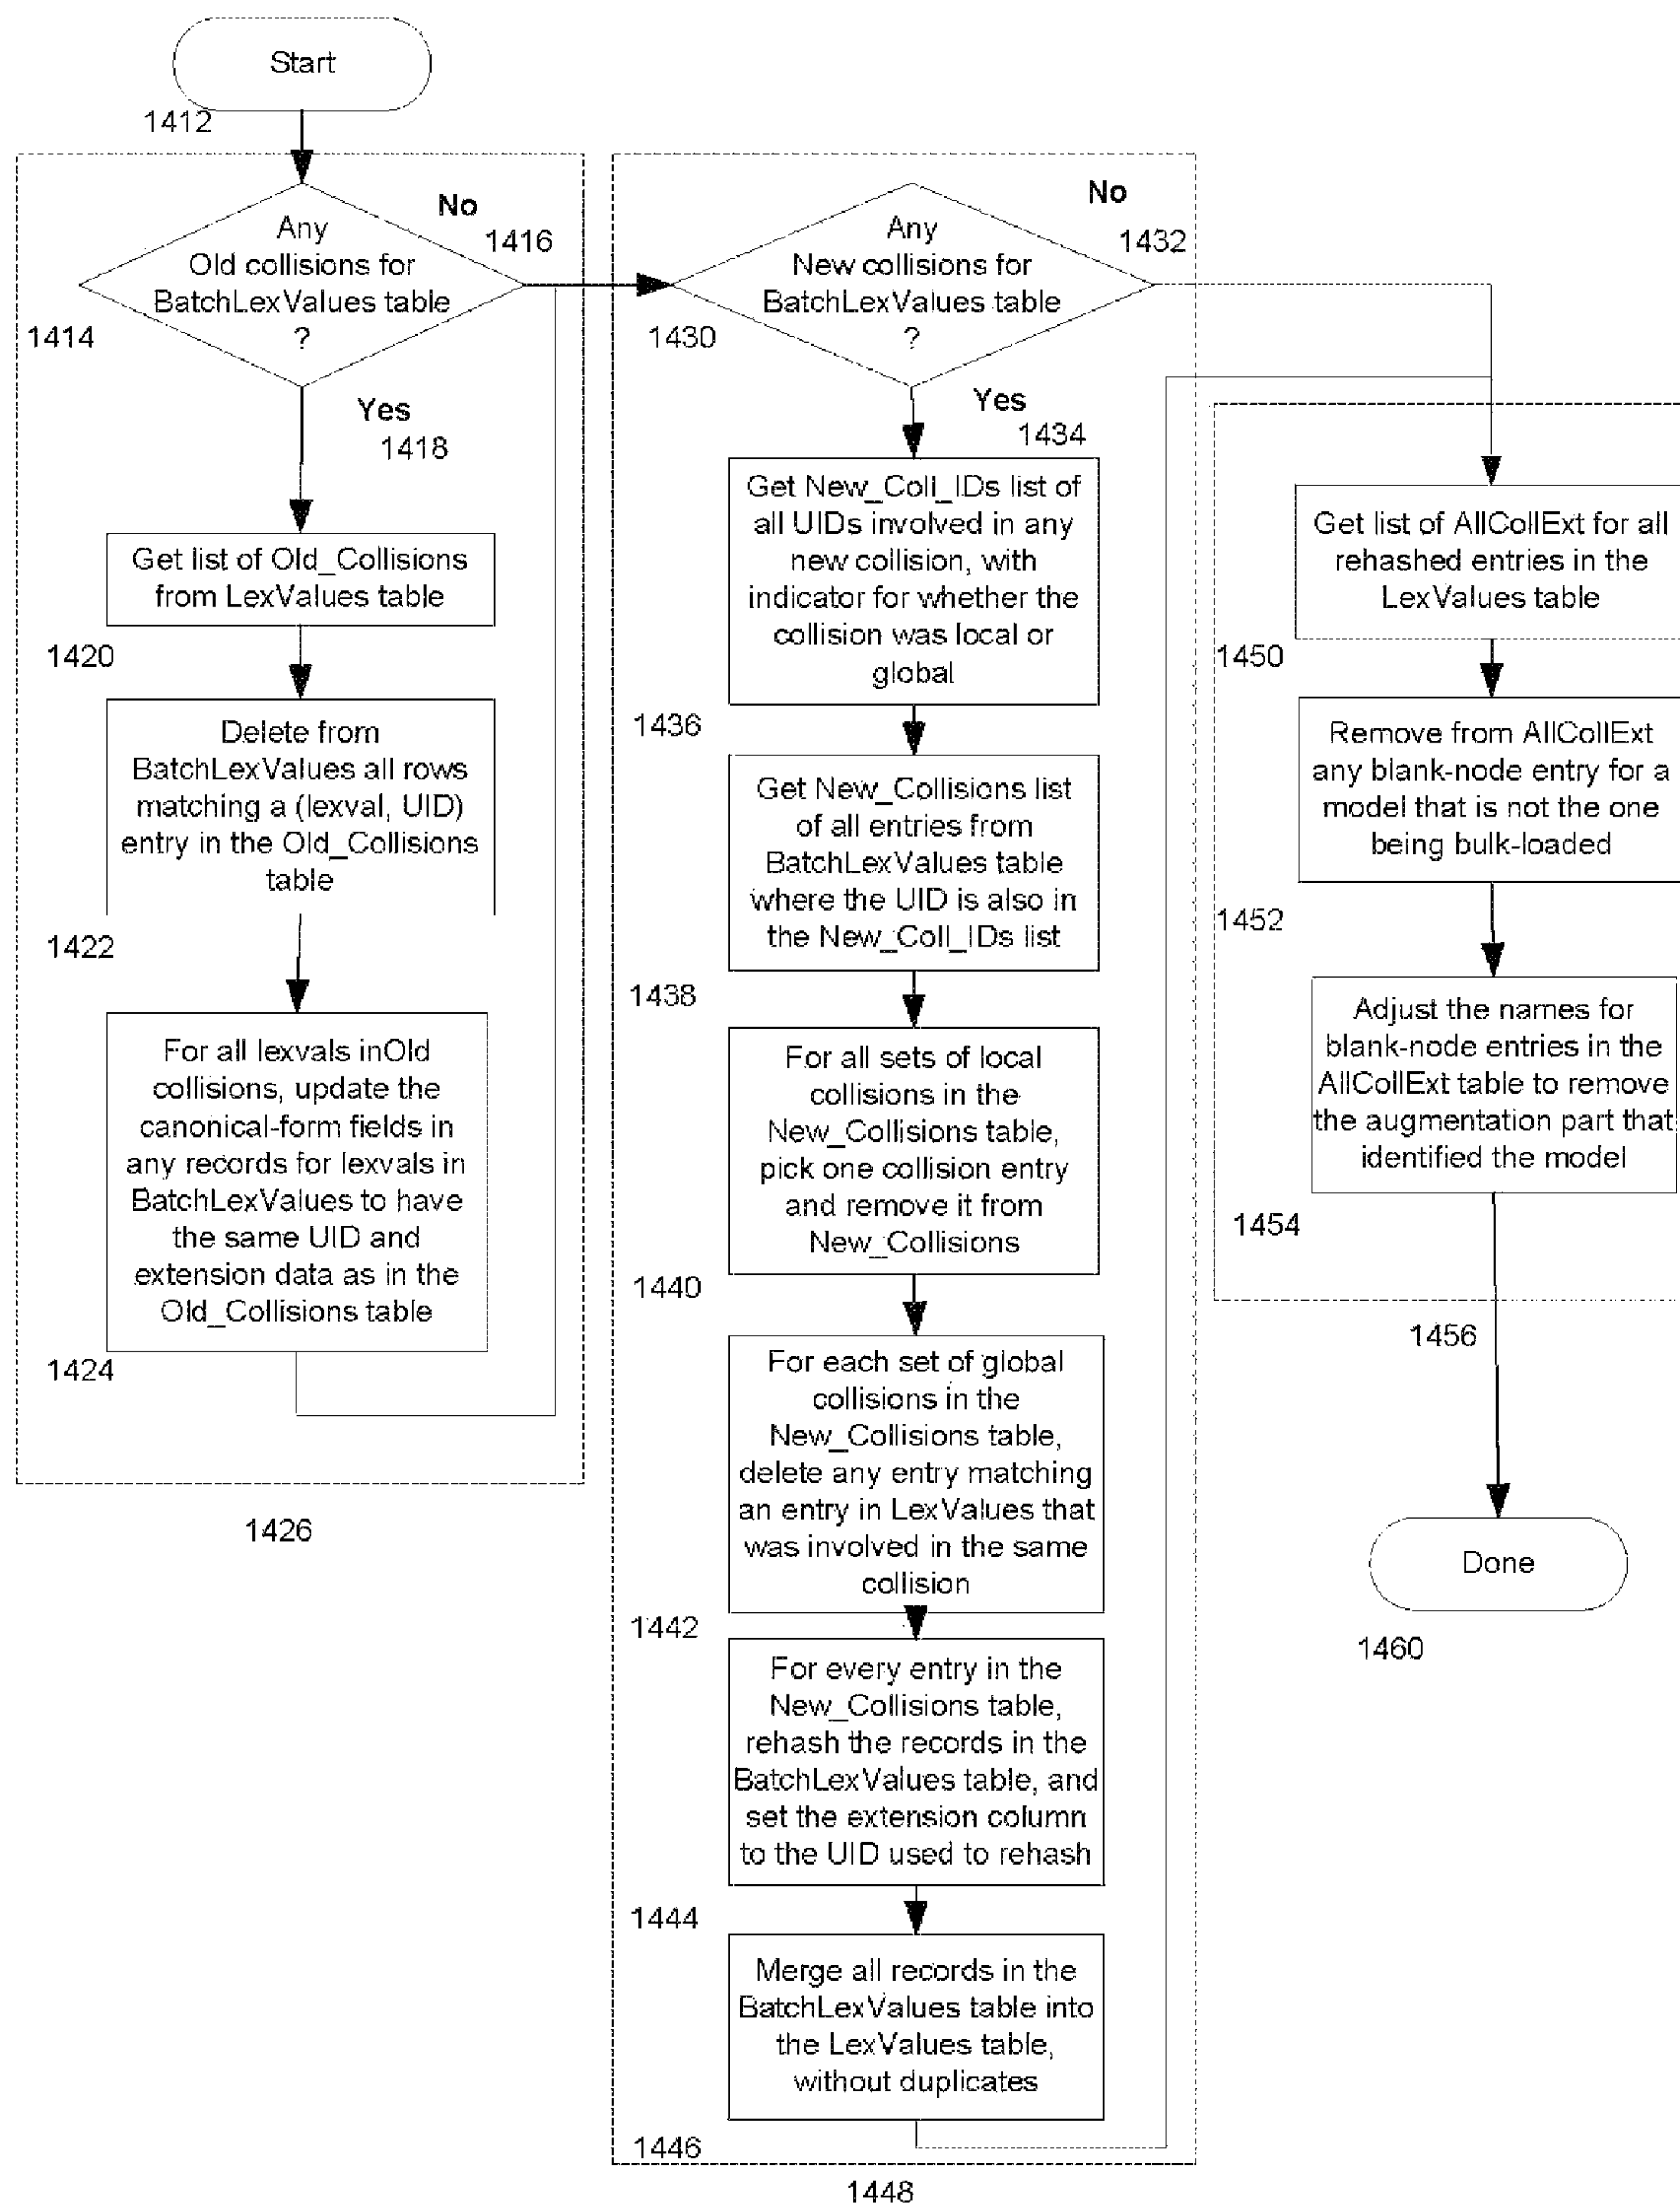 Start
1412
Any
Old collisions for
BatchLexValues table
?
No
1416
1414
Yes
1418
Get list of Old_Collisions
from LexValues table
1420
Delete from
BatchLexValues all rows
matching a (lexval, UID)
entry in the Old_Collisions
table
1422
For all lexvals inOld
collisions, update the
canonical-form fields in
any records for lexvals in
BatchLexValues to have
the same UID and
extension data as in the
Old_Collisions table
1424
1426
Any
New collisions for
BatchLexValues table
?
No
1432
1430
Yes
1434
Get New_Coll_IDs list of
all UIDs involved in any
new collision, with
indicator for whether the
collision was local or
global
1436
Get New_Collisions list
of all entries from
BatchLexValues table
where the UID is also in
the New_Coll_IDs list
1438
For all sets of local
collisions in the
New_Collisions table,
pick one collision entry
and remove it from
New_Collisions
1440
For each set of global
collisions in the
New_Collisions table,
delete any entry matching
an entry in LexValues that
was involved in the same
collision
1442
For every entry in the
New_Collisions table,
rehash the records in the
BatchLexValues table, and
set the extension column
to the UID used to rehash
1444
Merge all records in the
BatchLexValues table into
the LexValues table,
without duplicates
1446
1448
Get list of AllCollExt for all
rehashed entries in the
LexValues table
1450
Remove from AllCollExt
any blank-node entry for a
model that is not the one
being bulk-loaded
1452
Adjust the names for
blank-node entries in the
AllCollExt table to remove
the augmentation part that
identified the model
1454
1456
Done
1460